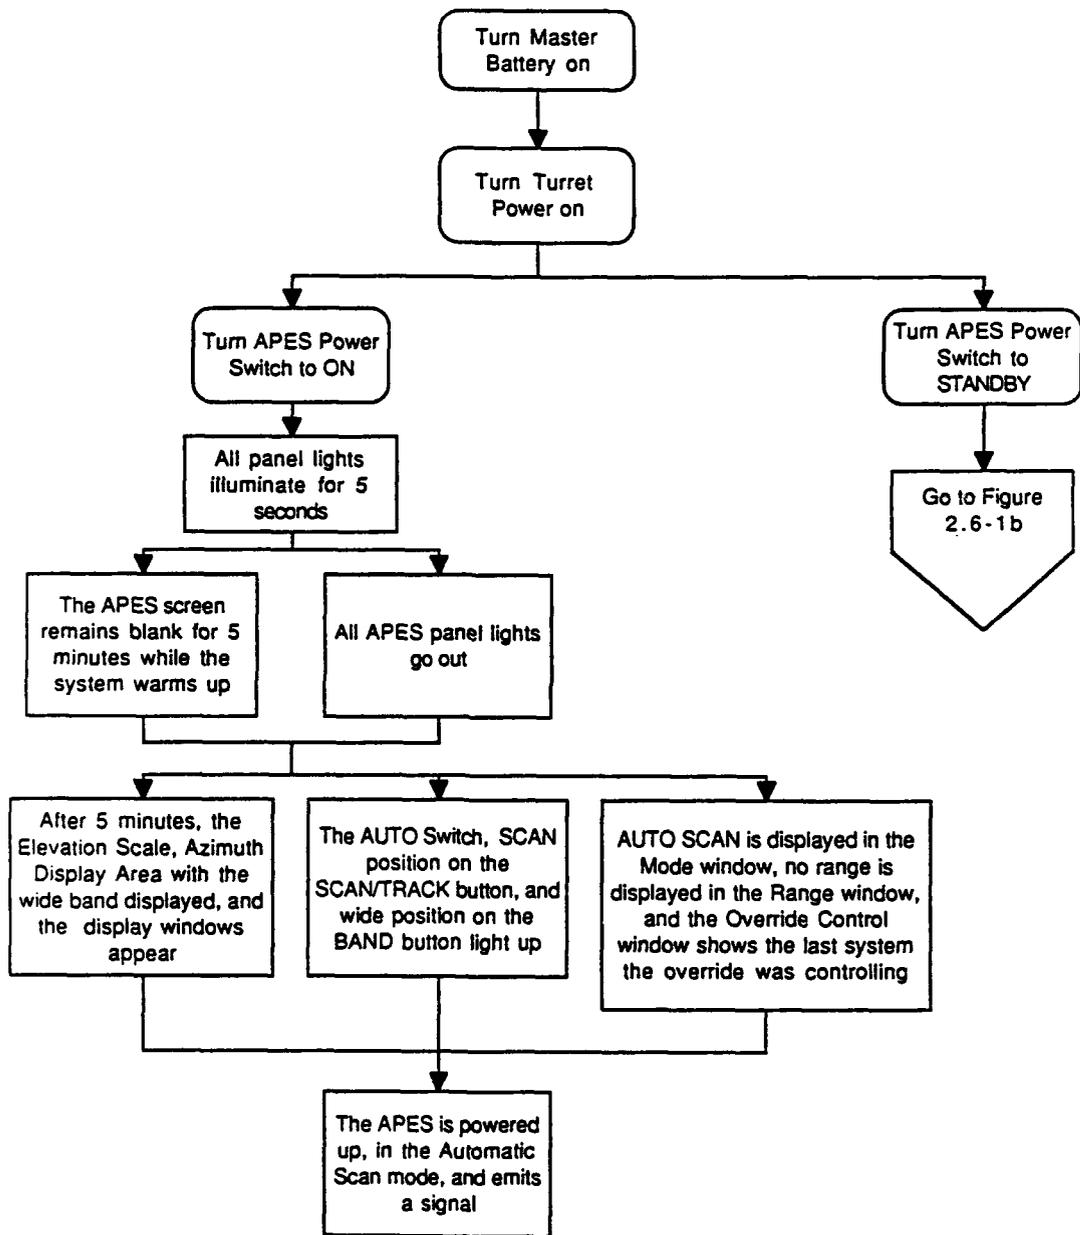 Turn Master
Battery on
Turn Turret
Power on
Turn APES Power
Switch to ON
Turn APES Power
Switch to
STANDBY
All panel lights
illuminate for 5
seconds
Go to Figure
2.6-1b
The APES screen
remains blank for 5
minutes while the
system warms up
All APES panel lights
go out
After 5 minutes, the
Elevation Scale, Azimuth
Display Area with the
wide band displayed, and
the display windows
appear
The AUTO Switch, SCAN
position on the
SCAN/TRACK button, and
wide position on the
BAND button light up
AUTO SCAN is displayed in the
Mode window, no range is
displayed in the Range window,
and the Override Control
window shows the last system
the override was controlling
The APES is powered
up, in the Automatic
Scan mode, and emits
a signal